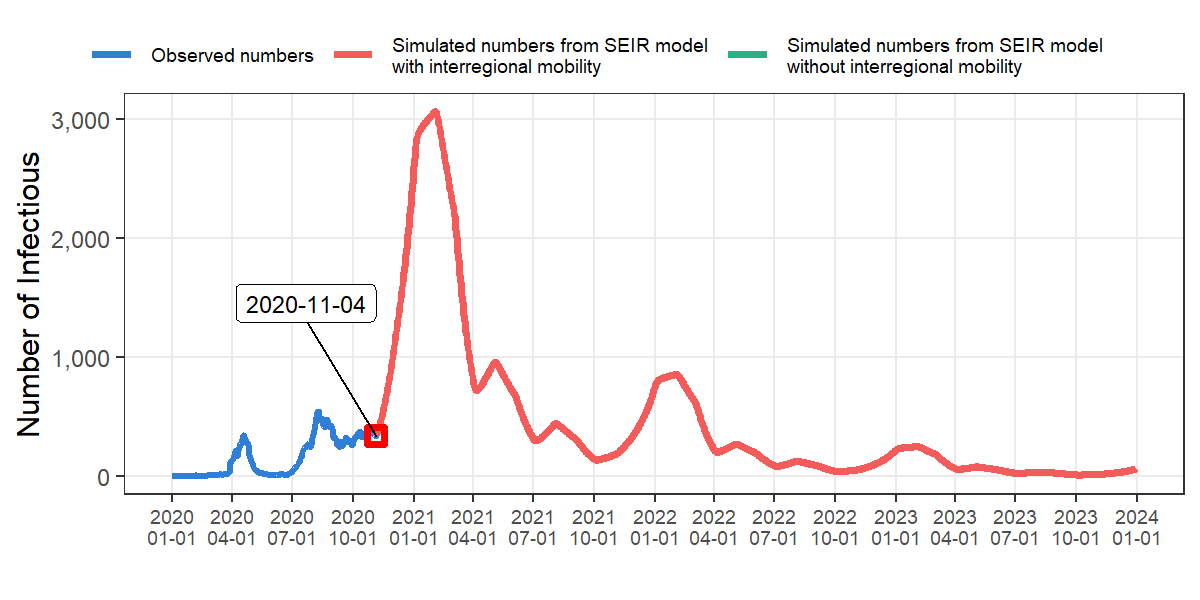 Observed numbers
Simulated numbers from SEIR model
with interregional mobility
Simulated numbers from SEIR model
without interregional mobility
Number of Infectious
3,000
2,000
1,000
0
2020-11-04
2020 2020 2020 2020 2021 2021 2021 2021 2022 2022 2022 2022 2023 2023 2023 2023 2024
01-01 04-01 07-01 10-01 01-01 04-01 07-01 10-01 01-01 04-01 07-01 10-01 01-01 04-01 07-01 10-01 01-01